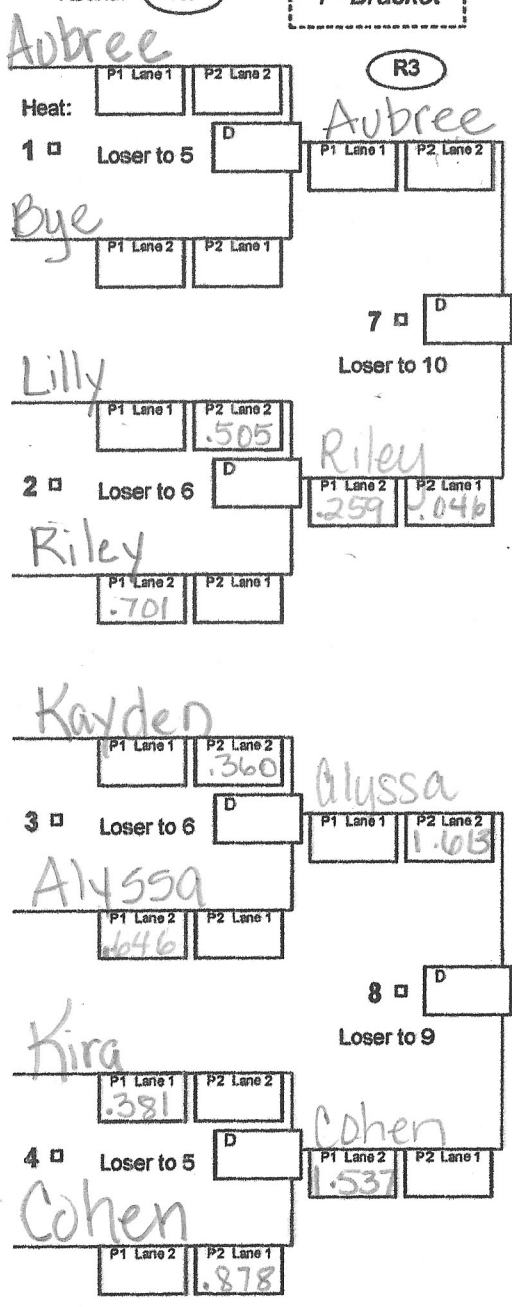 7 Bracket
Aubree
P1 Lane 1 P2 Lane 2
R3
Heat:
Aubree
1 Loser to 5 D
P1 Lane 1 P2 Lane 2
Bye
P1 Lane 2 P2 Lane 1
7 D
Loser to 10
Lilly
P1 Lane 1 P2 Lane 2
.505
Riley
2 Loser to 6 D
P1 Lane 2 P2 Lane 1
.259 .046
Riley
P1 Lane 2 P2 Lane 1
.701
Kayden
P1 Lane 1 P2 Lane 2
.360
alyssa
3 Loser to 6 D
P1 Lane 1 P2 Lane 2
1.613
Alyssa
P1 Lane 2 P2 Lane 1
.646
8 D
Loser to 9
Kira
P1 Lane 1 P2 Lane 2
.381
Cohen
4 Loser to 5 D
P1 Lane 2 P2 Lane 1
1.537
Cohen
P1 Lane 2 P2 Lane 1
.878